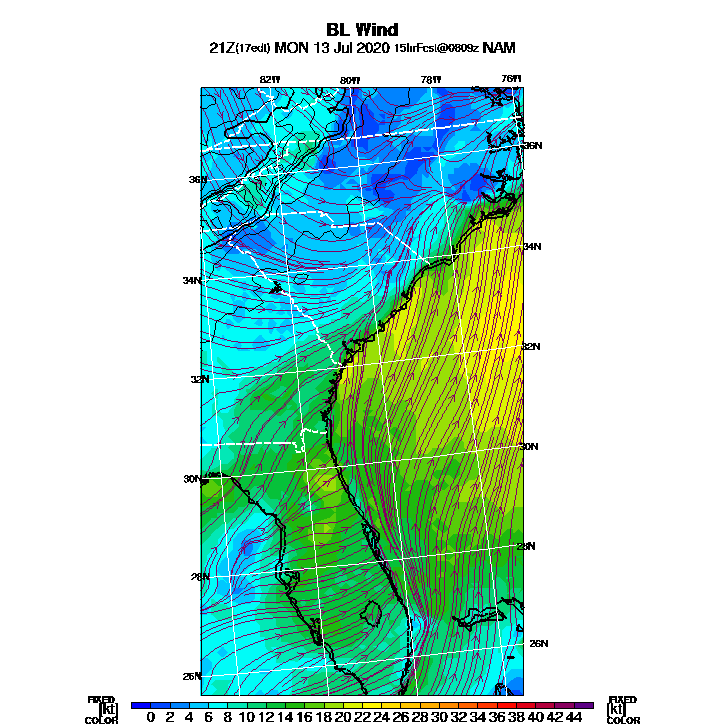 BL Wind
21Z(17edt) MON 13 Jul 2020 15hrFcst@0809z NAM
82W 80W 78W 76W
36N
36N
34N
34N
32N
32N
30N
30N
28N
28N
26N
26N
FIXED FIXED
[kt] 0 2 4 6 8 10 12 14 16 18 20 22 24 26 28 30 32 34 36 38 40 42 44 [kt]
COLOR COLOR